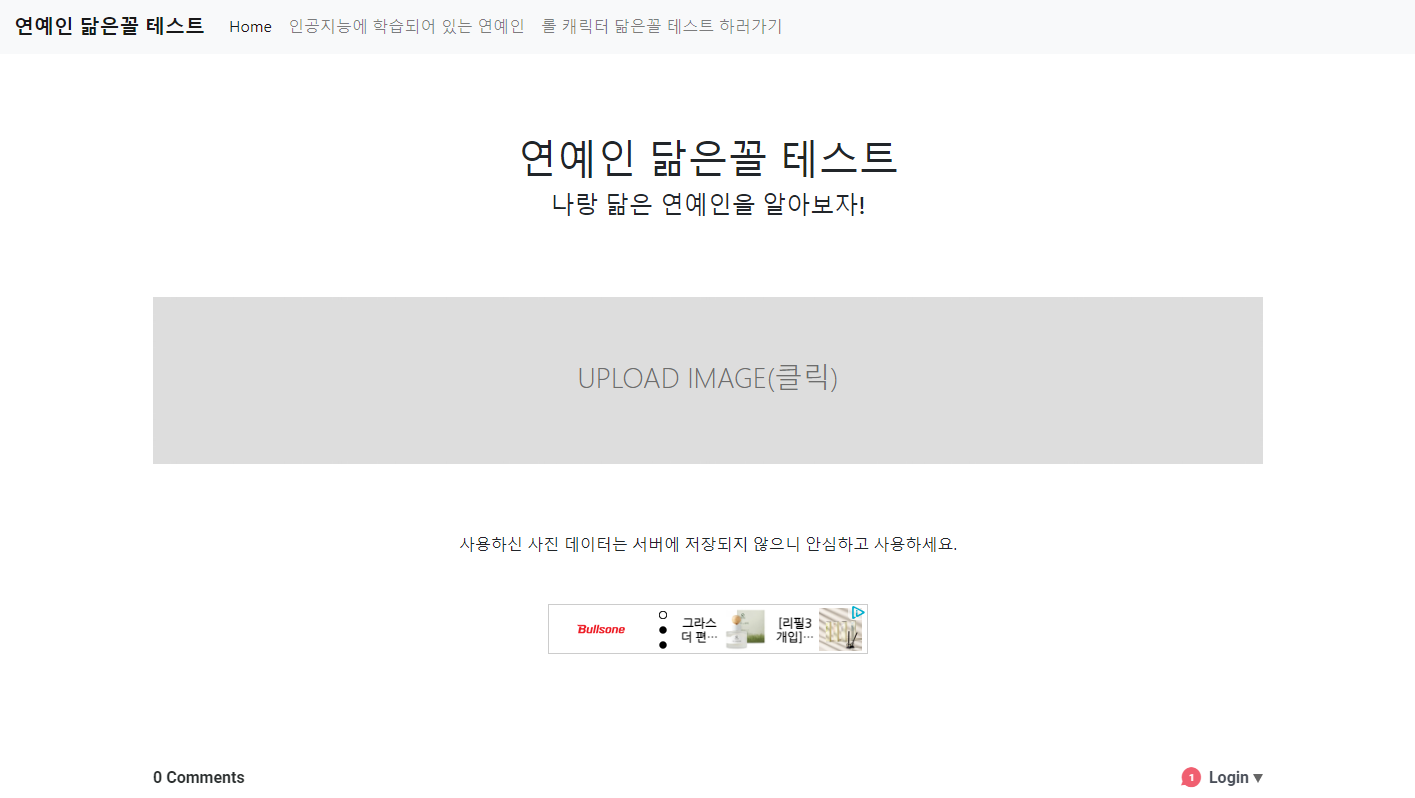 연예인 닮은꼴 테스트 Home 인공지능에 학습되어 있는 연예인 롤 캐릭터 닮은꼴 테스트 하러가기
연예인 닮은꼴 테스트
나랑 닮은 연예인을 알아보자!
UPLOAD IMAGE(클릭)
사용하신 사진 데이터는 서버에 저장되지 않으니 안심하고 사용하세요.
Bullsone
그라스
더 편…
[리필3
개입]…
0 Comments
1 Login